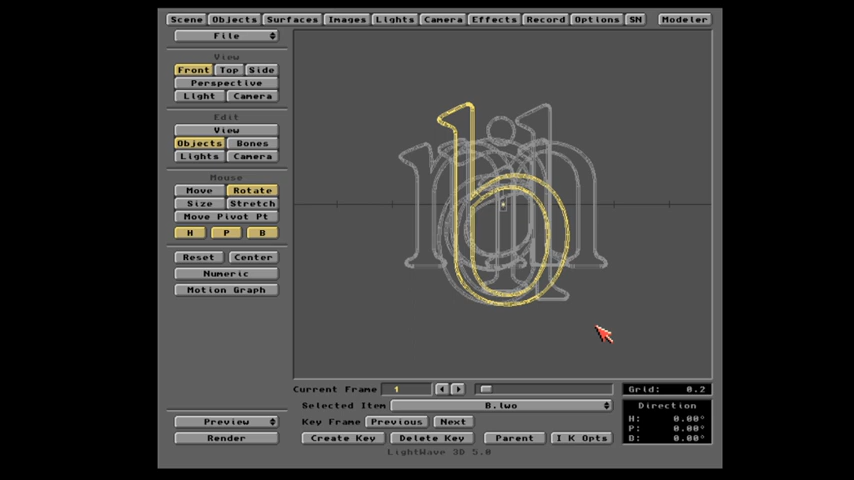 Scene Objects Surfaces Images Lights Camera Effects Record Options SN Modeler
File
View
Front Top Side
Perspective
Light Camera
Edit
View
Objects Bones
Lights Camera
Mouse
Move Rotate
Size Stretch
Move Pivot Pt
H P B
Reset Center
Numeric
Motion Graph
b
Current Frame 1 Grid: 0.2
Selected Item B.lwo Direction
Key Frame Previous Next H: 0.00°
Preview P: 0.00°
Render Create Key Delete Key Parent I K Opts B: 0.00°
LightWave 3D 5.0